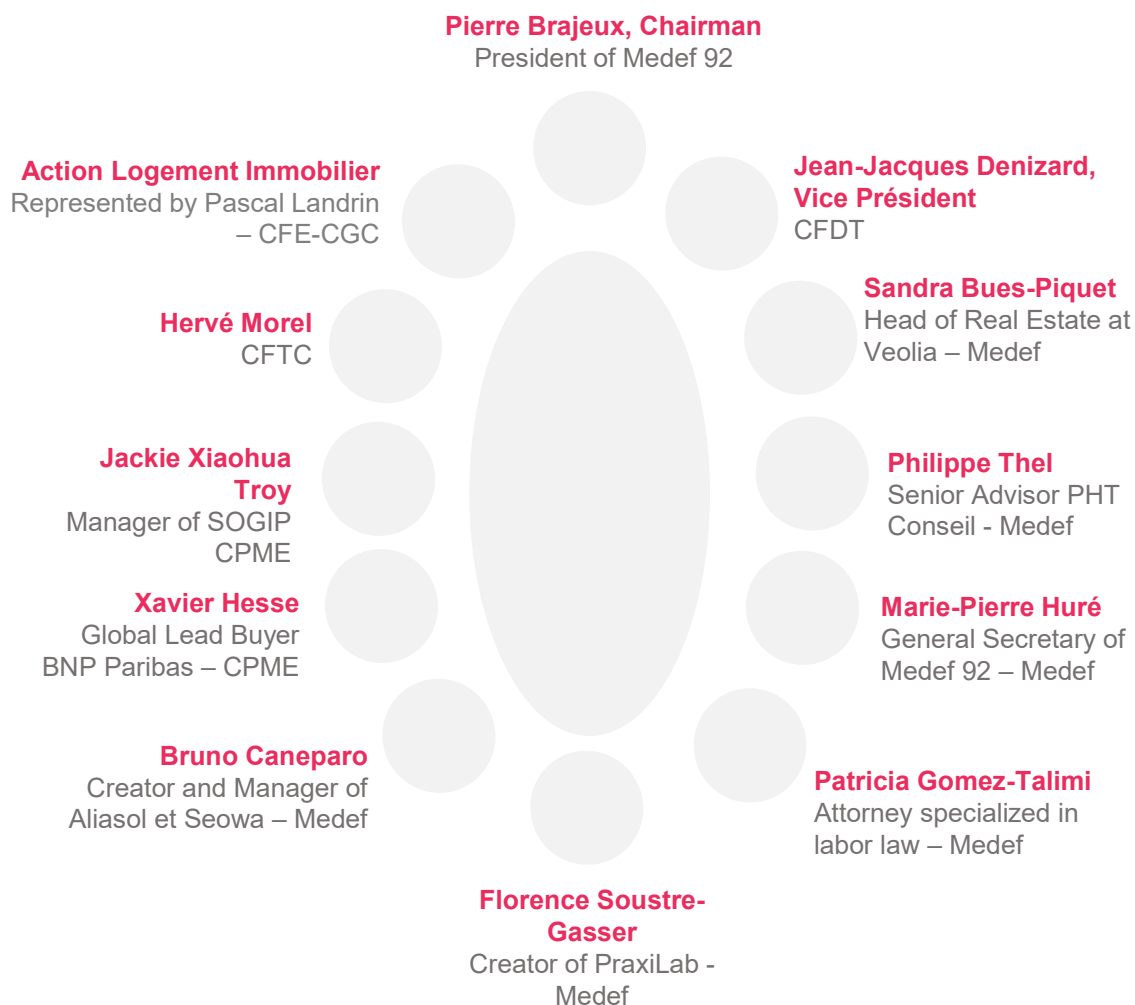 Pierre Brajeux, Chairman
President of Medef 92
Action Logement Immobilier
Represented by Pascal Landrin
– CFE-CGC
Jean-Jacques Denizard,
Vice Président
CFDT
Sandra Bues-Piquet
Head of Real Estate at
Veolia – Medef
Hervé Morel
CFTC
Jackie Xiaohua
Troy
Manager of SOGIP
CPME
Philippe Thel
Senior Advisor PHT
Conseil - Medef
Xavier Hesse
Global Lead Buyer
BNP Paribas – CPME
Marie-Pierre Huré
General Secretary of
Medef 92 – Medef
Bruno Caneparo
Creator and Manager of
Aliasol et Seowa – Medef
Patricia Gomez-Talimi
Attorney specialized in
labor law – Medef
Florence Soustre-
Gasser
Creator of PraxiLab -
Medef